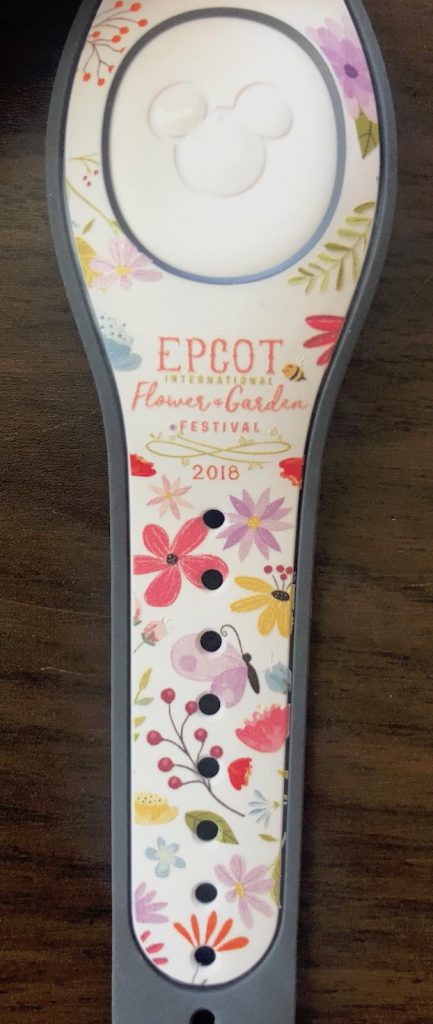 EPCOT
INTERNATIONAL
Flower & Garden
FESTIVAL
2018